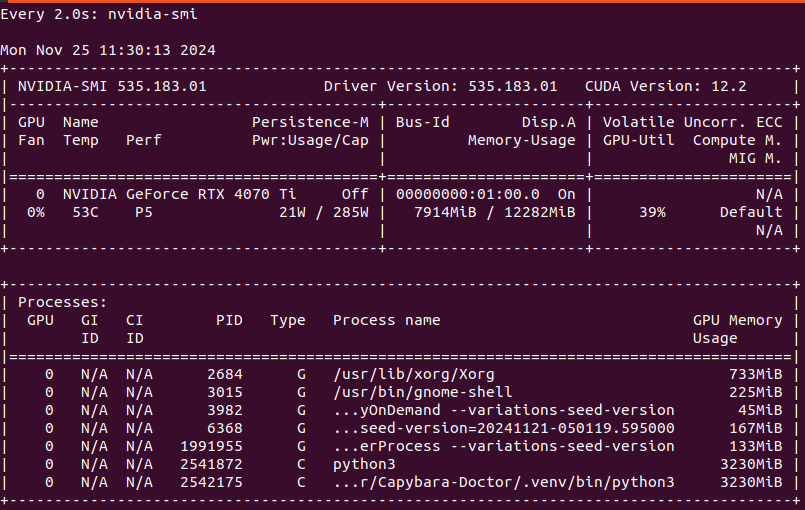 Every 2.0s: nvidia-smi
Mon Nov 25 11:30:13 2024
+---------------------------------------------------------------------------------------+
| NVIDIA-SMI 535.183.01             Driver Version: 535.183.01   CUDA Version: 12.2     |
|-----------------------------------------+----------------------+----------------------+
| GPU  Name                 Persistence-M | Bus-Id        Disp.A | Volatile Uncorr. ECC |
| Fan  Temp   Perf          Pwr:Usage/Cap |         Memory-Usage | GPU-Util  Compute M. |
|                                         |                      |               MIG M. |
|=========================================+======================+======================|
|   0  NVIDIA GeForce RTX 4070 Ti     Off | 00000000:01:00.0  On |                  N/A |
|  0%   53C    P5              21W / 285W |   7914MiB / 12282MiB |     39%      Default |
|                                         |                      |                  N/A |
+-----------------------------------------+----------------------+----------------------+
+---------------------------------------------------------------------------------------+
| Processes:                                                                            |
|  GPU   GI   CI        PID   Type   Process name                            GPU Memory |
|        ID   ID                                                             Usage      |
|=======================================================================================|
|    0   N/A  N/A      2684      G   /usr/lib/xorg/Xorg                          733MiB |
|    0   N/A  N/A      3015      G   /usr/bin/gnome-shell                        225MiB |
|    0   N/A  N/A      3982      G   ...yOnDemand --variations-seed-version       45MiB |
|    0   N/A  N/A      6368      G   ...seed-version=20241121-050119.595000      167MiB |
|    0   N/A  N/A   1991955      G   ...erProcess --variations-seed-version      133MiB |
|    0   N/A  N/A   2541872      C   python3                                    3230MiB |
|    0   N/A  N/A   2542175      C   ...r/Capybara-Doctor/.venv/bin/python3     3230MiB |
+---------------------------------------------------------------------------------------+